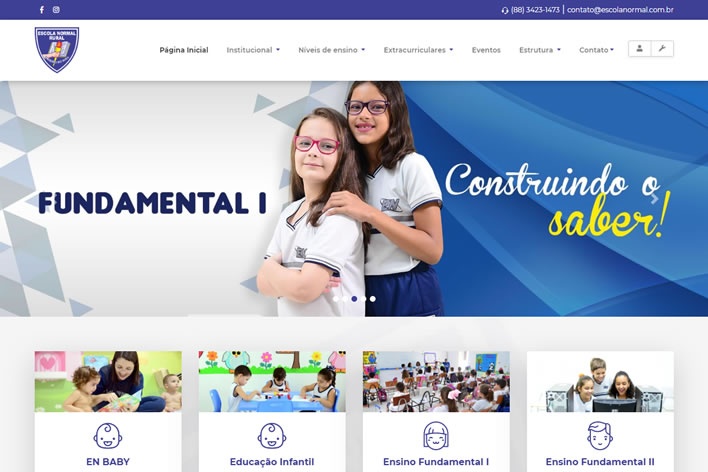 (88) 3423-1473 | contato@escolanormal.com.br
ESCOLA NORMAL
RURAL
Página Inicial Institucional Níveis de ensino Extracurriculares Eventos Estrutura Contato
FUNDAMENTAL I
Construindo o
saber!
EN BABY
Educação Infantil
Ensino Fundamental I
Ensino Fundamental II